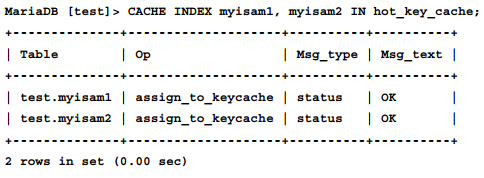 MariaDB [test]> CACHE INDEX myisam1, myisam2 IN hot_key_cache;
+--------------+--------------------+----------+----------+
| Table        | Op                 | Msg_type | Msg_text |
+--------------+--------------------+----------+----------+
| test.myisam1 | assign_to_keycache | status   | OK       |
| test.myisam2 | assign_to_keycache | status   | OK       |
+--------------+--------------------+----------+----------+
2 rows in set (0.00 sec)